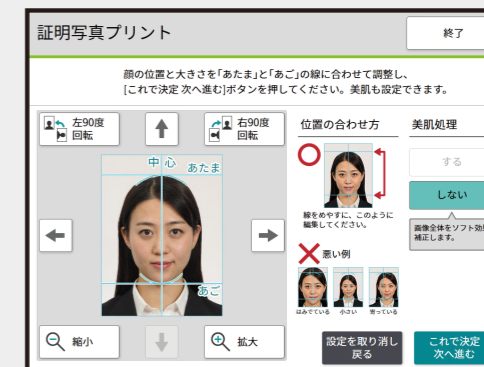 証明写真プリント
終了
顔の位置と大きさを「あたま」と「あご」の線に合わせて調整し、
[これで決定 次へ進む]ボタンを押してください。美肌も設定できます。
左90度
回転
右90度
回転
中心
あたま
あご
縮小
拡大
位置の合わせ方
線をめやすに、このように
編集してください。
悪い例
はみでている
小さい
寄っている
美肌処理
する
しない
画像全体をソフト効
補正します。
設定を取り消し
戻る
これで決定
次へ進む